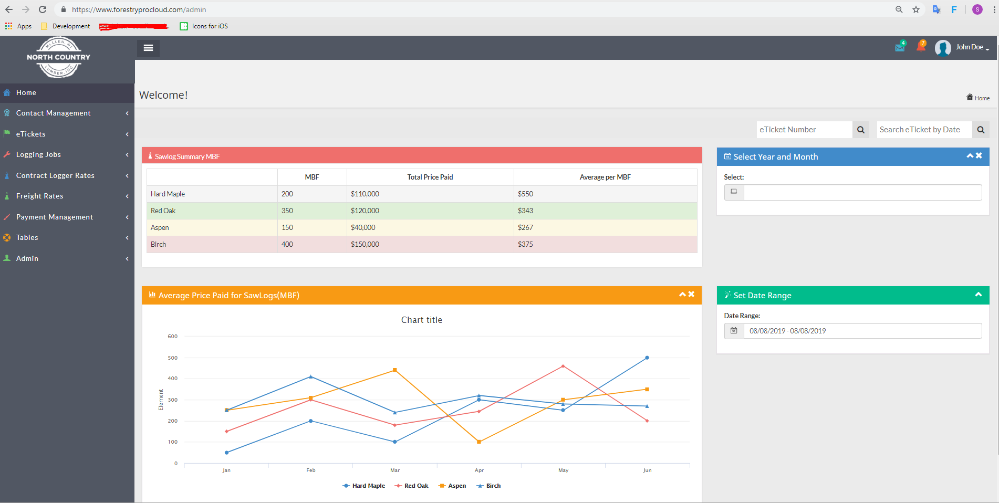 https://www.forestryprocloud.com/admin
S
Apps
Development
Icons for iOS
MELLEN, WI
NORTH COUNTRY
LUMBER, INC.
4
7
John Doe
Home
Contact Management
eTickets
Logging Jobs
Contract Logger Rates
Freight Rates
Payment Management
Tables
Admin
Welcome!
Home
eTicket Number
Search eTicket by Date
Sawlog Summary MBF
MBF Total Price Paid Average per MBF
Hard Maple 200 $110,000 $550
Red Oak 350 $120,000 $343
Aspen 150 $40,000 $267
Birch 400 $150,000 $375
Select Year and Month
Select:
Average Price Paid for SawLogs(MBF)
Chart title
Element
600
500
400
300
200
100
0
Jan Feb Mar Apr May Jun
Hard Maple Red Oak Aspen Birch
Set Date Range
Date Range:
31 08/08/2019 - 08/08/2019